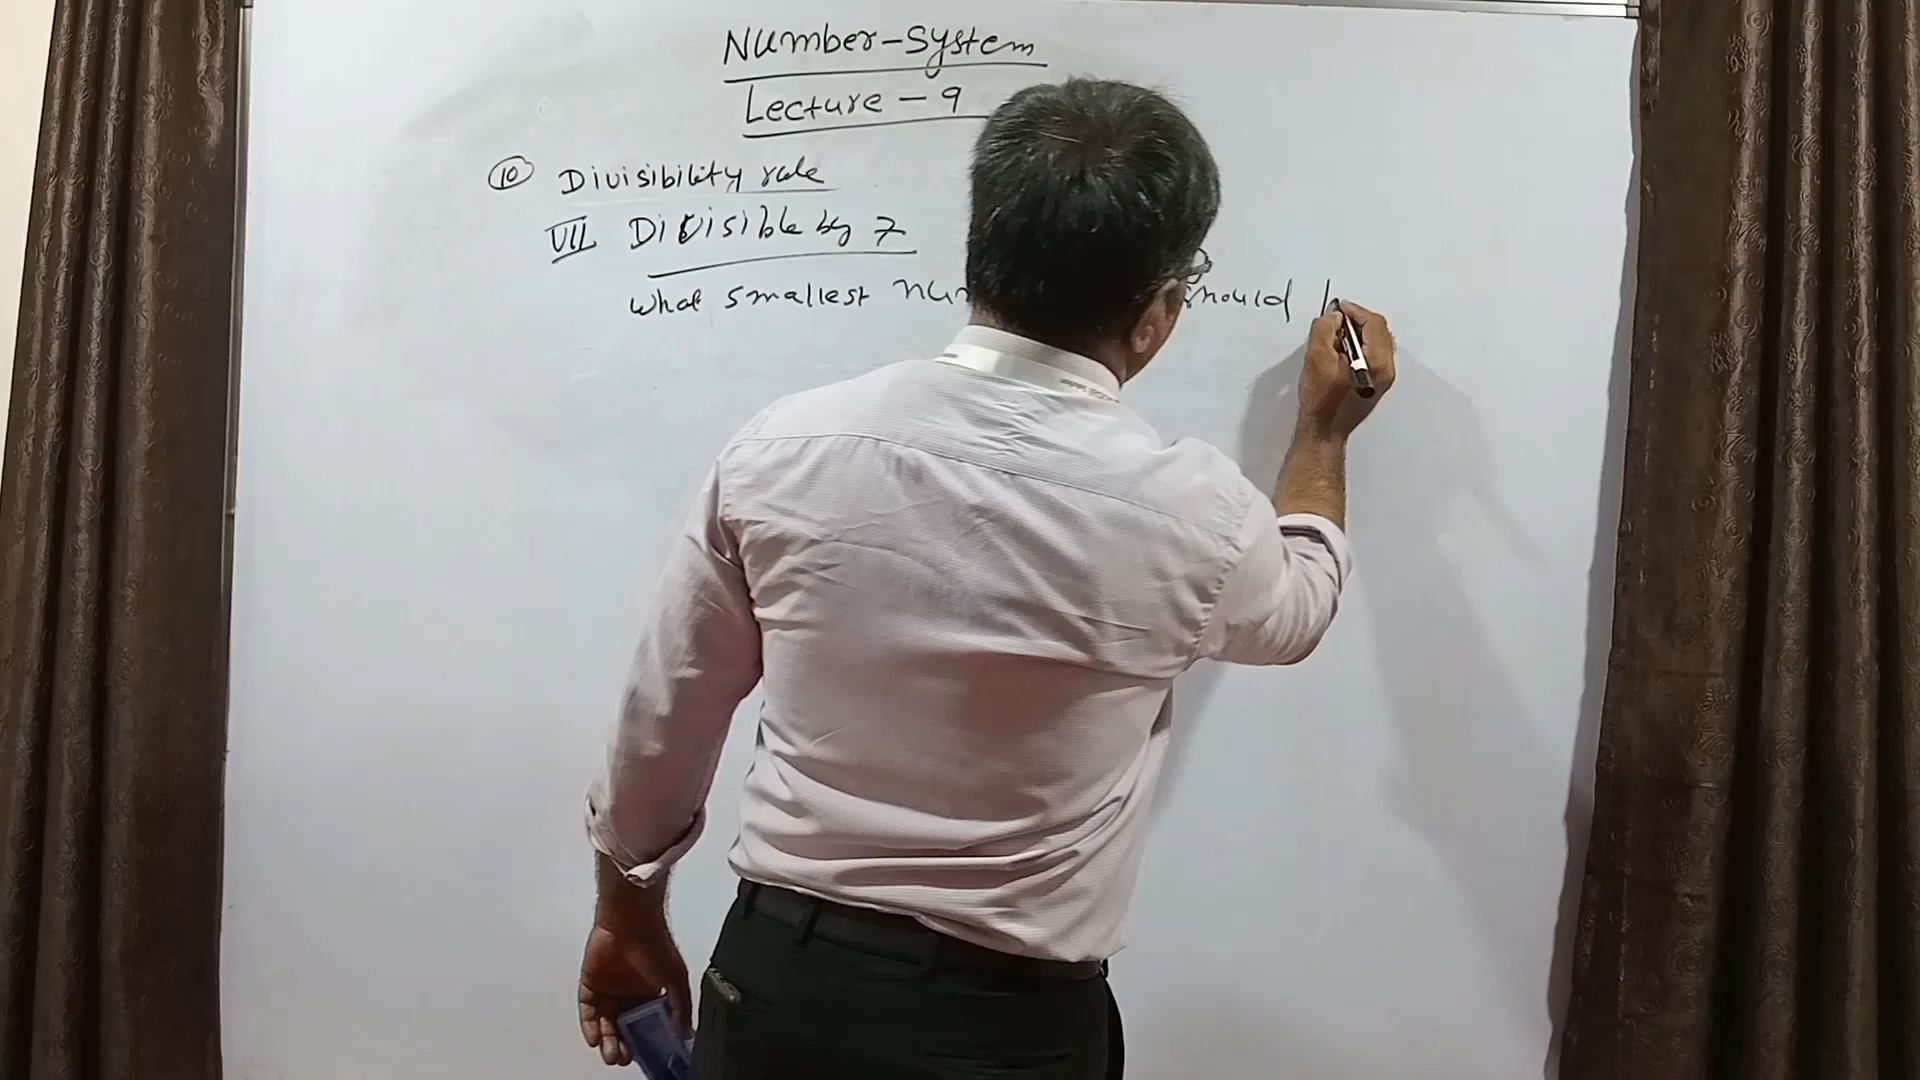 Number-System
Lecture - 9
10 Divisibility rule
VII Divisible by 7
What smallest num should